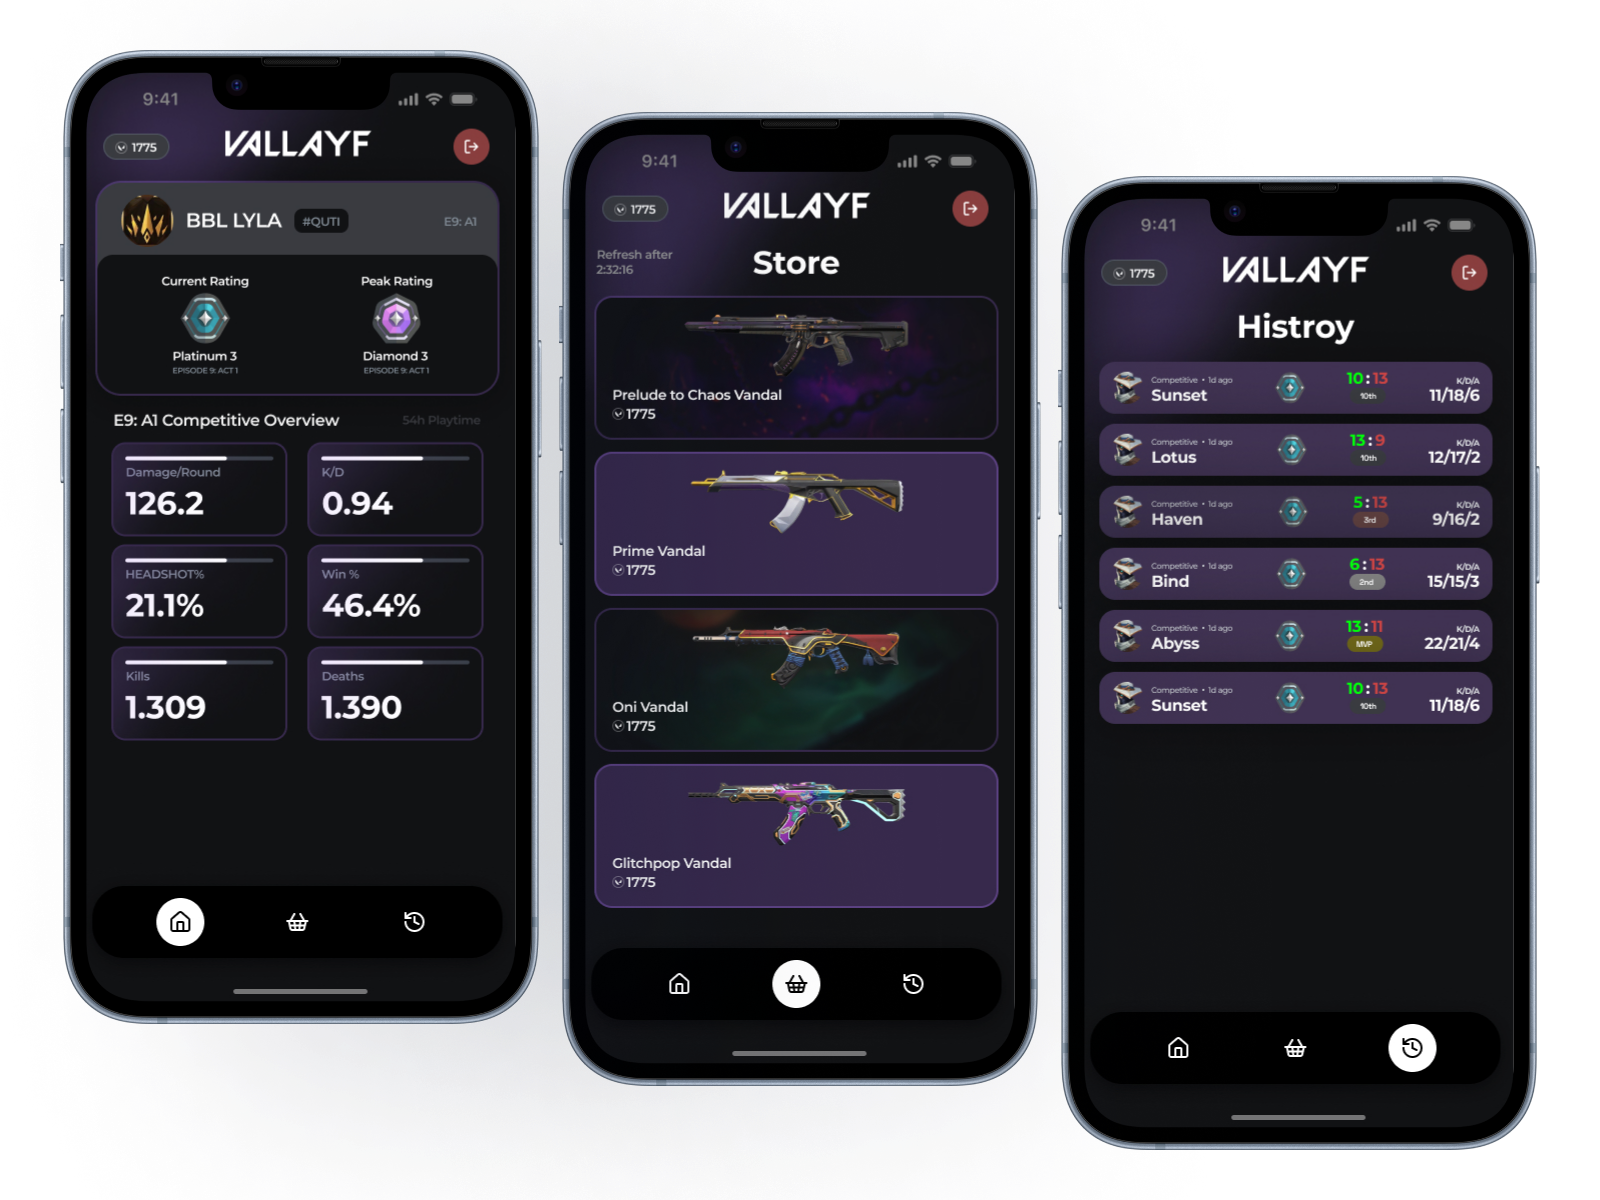 9:41
1775
VALLAYF
BBL LYLA
#QUTI
E9: A1
Current Rating
Peak Rating
Platinum 3
Diamond 3
EPISODE 9: ACT 1
EPISODE 9: ACT 1
E9: A1 Competitive Overview
54h Playtime
Damage/Round
126.2
K/D
0.94
HEADSHOT%
21.1%
Win %
46.4%
Kills
1.309
Deaths
1.390
9:41
1775
VALLAYF
Refresh after
2:32:16
Store
Prelude to Chaos Vandal
1775
Prime Vandal
1775
Oni Vandal
1775
Glitchpop Vandal
1775
9:41
1775
VALLAYF
Histroy
Competitive • 1d ago
Sunset
10:13
10th
K/D/A
11/18/6
Competitive • 1d ago
Lotus
13:9
10th
K/D/A
12/17/2
Competitive • 1d ago
Haven
5:13
3rd
K/D/A
9/16/2
Competitive • 1d ago
Bind
6:13
2nd
K/D/A
15/15/3
Competitive • 1d ago
Abyss
13:11
MVP
K/D/A
22/21/4
Competitive • 1d ago
Sunset
10:13
10th
K/D/A
11/18/6